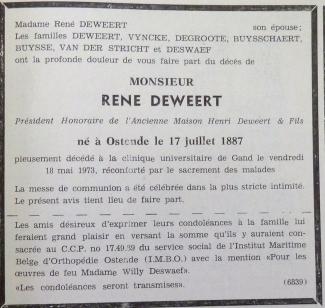 Madame René DEWEERT son épouse;
Les familles DEWEERT, VYNCKE, DEGROOTE, BUYSSCHAERT,
BUYSSE, VAN DER STRICHT et DESWAEF
ont la profonde douleur de vous faire part du décès de
MONSIEUR
RENE DEWEERT
Président Honoraire de l'Ancienne Maison Henri Deweert & Fils
né à Ostende le 17 juillet 1887
pieusement décédé à la clinique universitaire de Gand le vendredi
18 mai 1973, réconforté par le sacrement des malades
La messe de communion a été célébrée dans la plus stricte intimité.
Le présent avis tient lieu de faire part.
Les amis désireux d'exprimer leurs condoléances à la famille lui
feraient grand plaisir en versant la somme qu'ils y auraient consacrée
sacrée au C.C.P. no 17.49.39 du service social de l'Institut Maritime
Belge d'Orthopédie Ostende (I.M.B.O.) avec la mention «Pour les
œuvres de feu Madame Willy Deswaef».
«Les condoléances seront transmises». (6839)